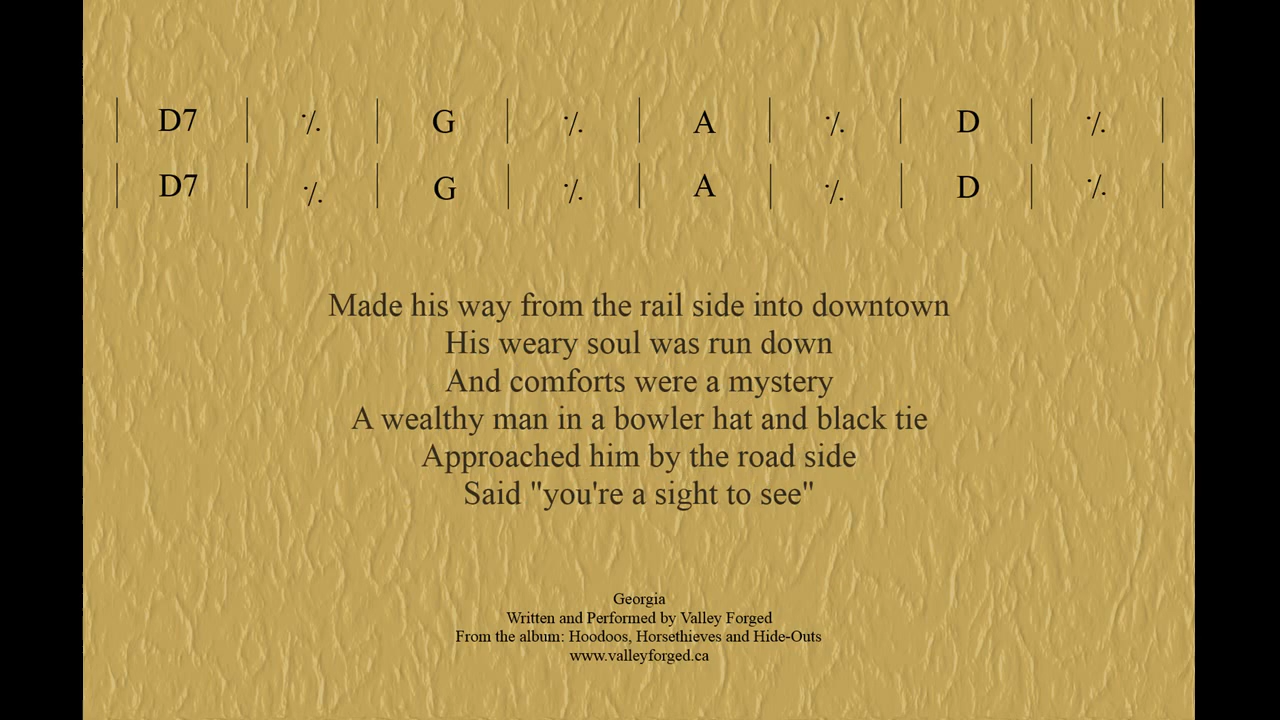 | D7 | ٪ | G | ٪ | A | ٪ | D | ٪ |
| D7 | ٪ | G | ٪ | A | ٪ | D | ٪ |
Made his way from the rail side into downtown
His weary soul was run down
And comforts were a mystery
A wealthy man in a bowler hat and black tie
Approached him by the road side
Said "you're a sight to see"
Georgia
Written and Performed by Valley Forged
From the album: Hoodoos, Horsethieves and Hide-Outs
www.valleyforged.ca